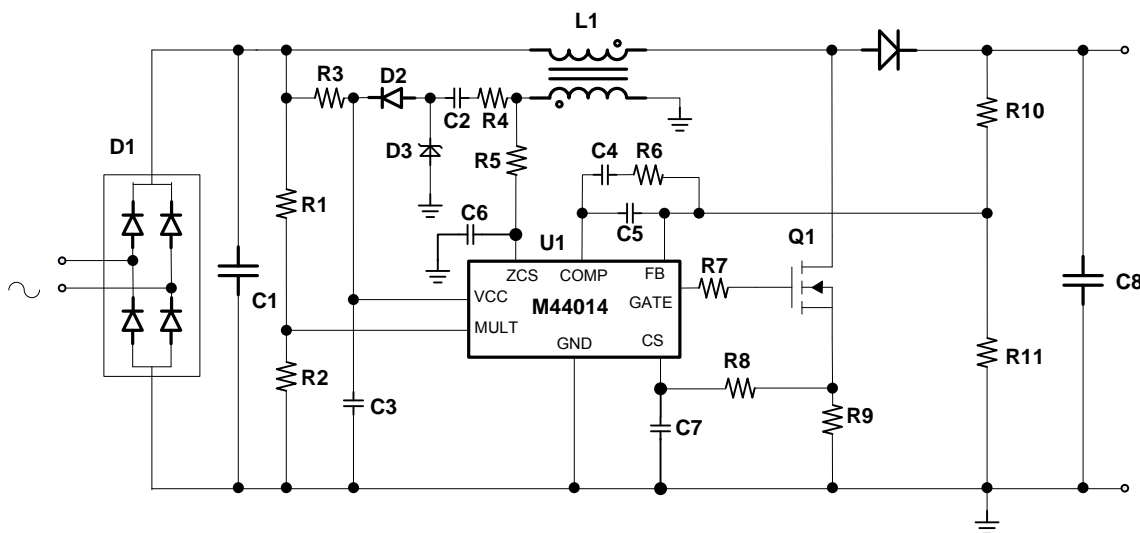 L1
R3
D2
C2
R4
R10
D1
D3
R5
C4
R6
R1
C6
C5
U1
Q1
C1
ZCS
COMP
FB
R7
C8
VCC
M44014
GATE
MULT
GND
CS
R2
R8
R11
C3
C7
R9